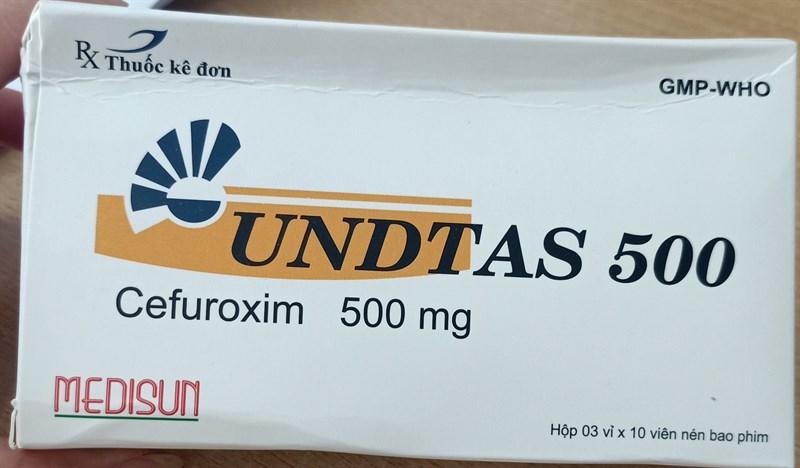 Rx Thuốc kê đơn
GMP-WHO
UNDTAS 500
Cefuroxim 500 mg
MEDISUN
Hộp 03 vỉ x 10 viên nén bao phim